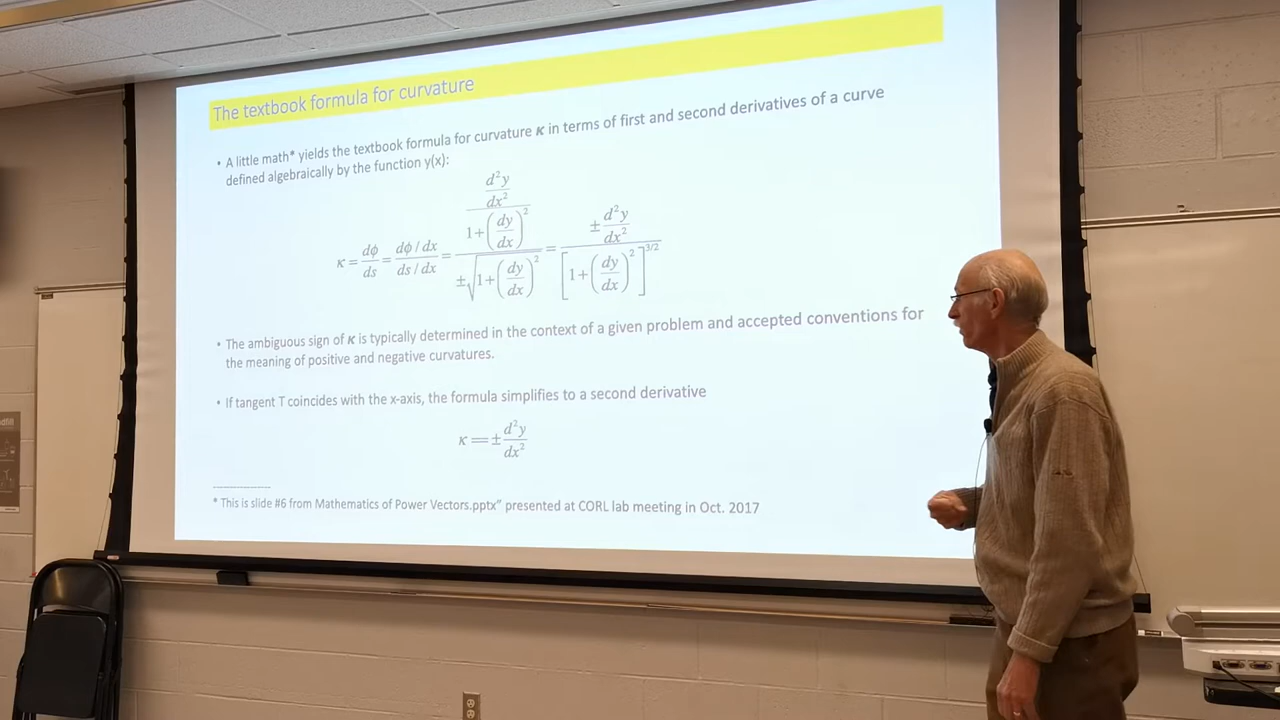 The textbook formula for curvature
• A little math* yields the textbook formula for curvature κ in terms of first and second derivatives of a curve
defined algebraically by the function y(x):
κ = dϕ/ds = (dϕ / dx)/(ds / dx) = ((d²y/dx²)/(1+(dy/dx)²))/(±√(1+(dy/dx)²)) = (±d²y/dx²)/[1+(dy/dx)²]^3/2
• The ambiguous sign of κ is typically determined in the context of a given problem and accepted conventions for
the meaning of positive and negative curvatures.
• If tangent T coincides with the x-axis, the formula simplifies to a second derivative
κ = ± d²y/dx²
* This is slide #6 from Mathematics of Power Vectors.pptx” presented at CORL lab meeting in Oct. 2017